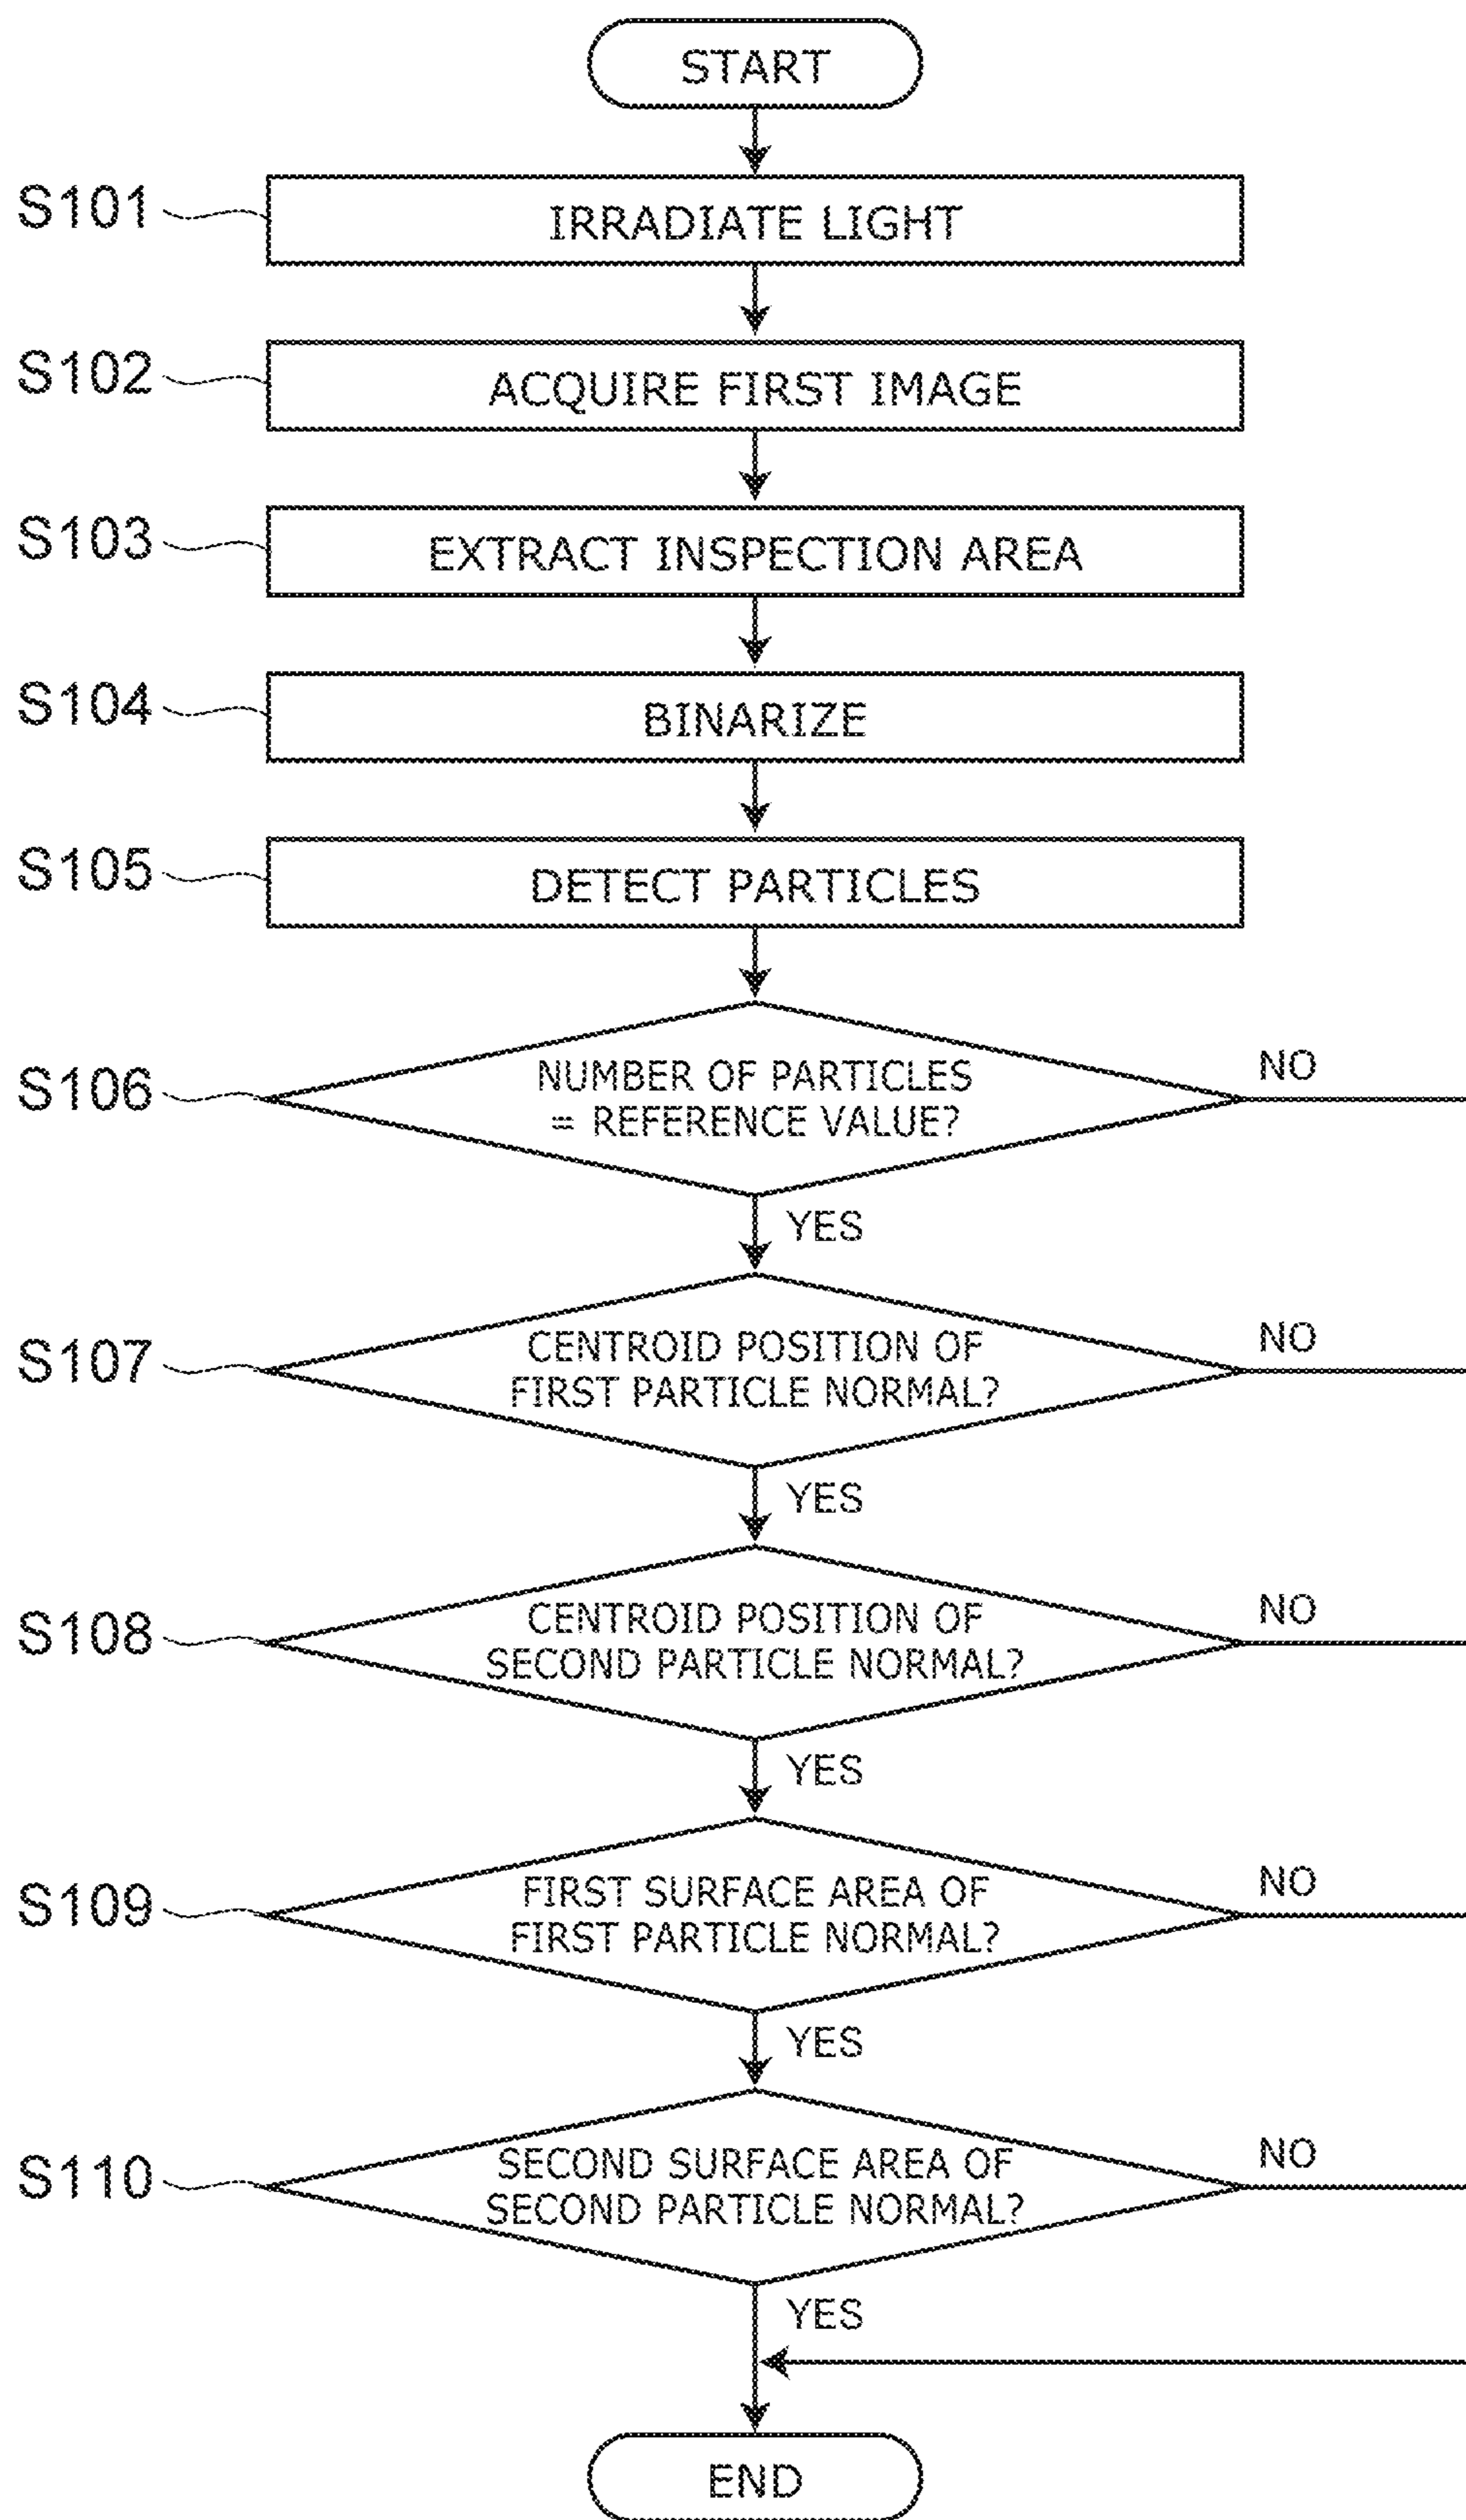 START
S101
IRRADIATE LIGHT
S102
ACQUIRE FIRST IMAGE
S103
EXTRACT INSPECTION AREA
S104
BINARIZE
S105
DETECT PARTICLES
S106
NUMBER OF PARTICLES
= REFERENCE VALUE?
NO
YES
S107
CENTROID POSITION OF
FIRST PARTICLE NORMAL?
NO
YES
S108
CENTROID POSITION OF
SECOND PARTICLE NORMAL?
NO
YES
S109
FIRST SURFACE AREA OF
FIRST PARTICLE NORMAL?
NO
YES
S110
SECOND SURFACE AREA OF
SECOND PARTICLE NORMAL?
NO
YES
END